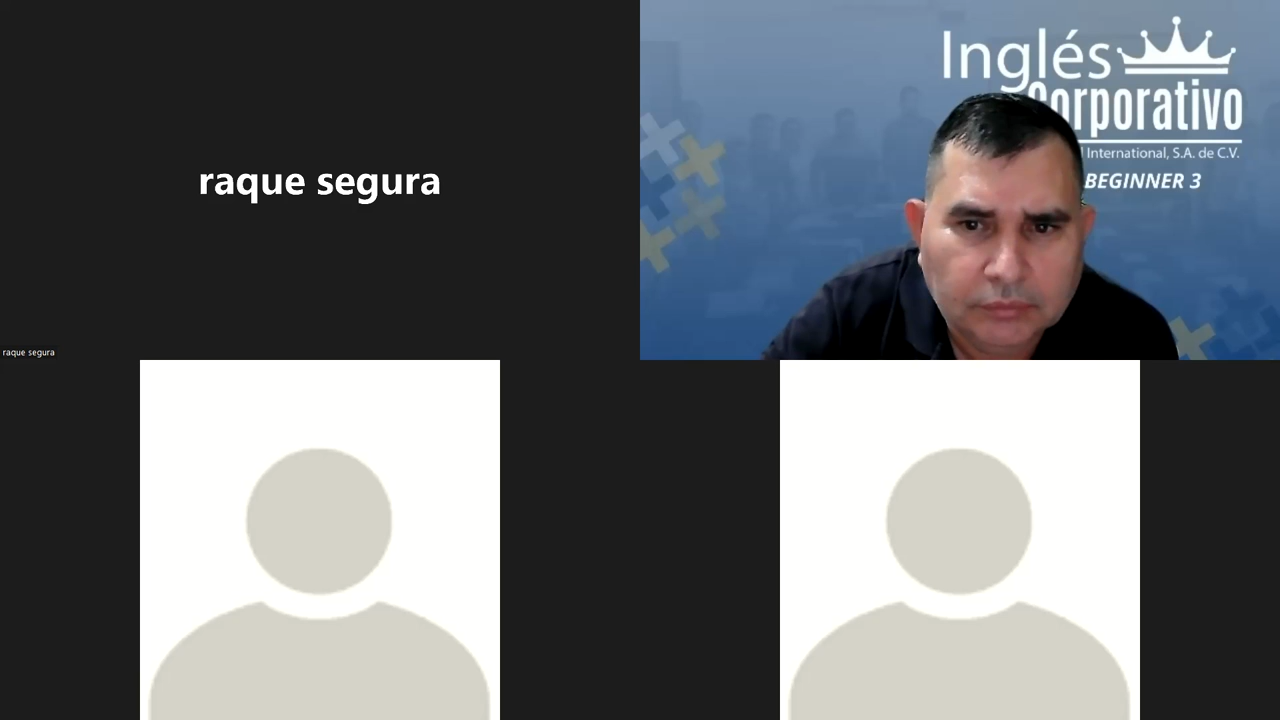 raque segura
Inglés
Corporativo
International, S.A. de C.V.
BEGINNER 3
raque segura